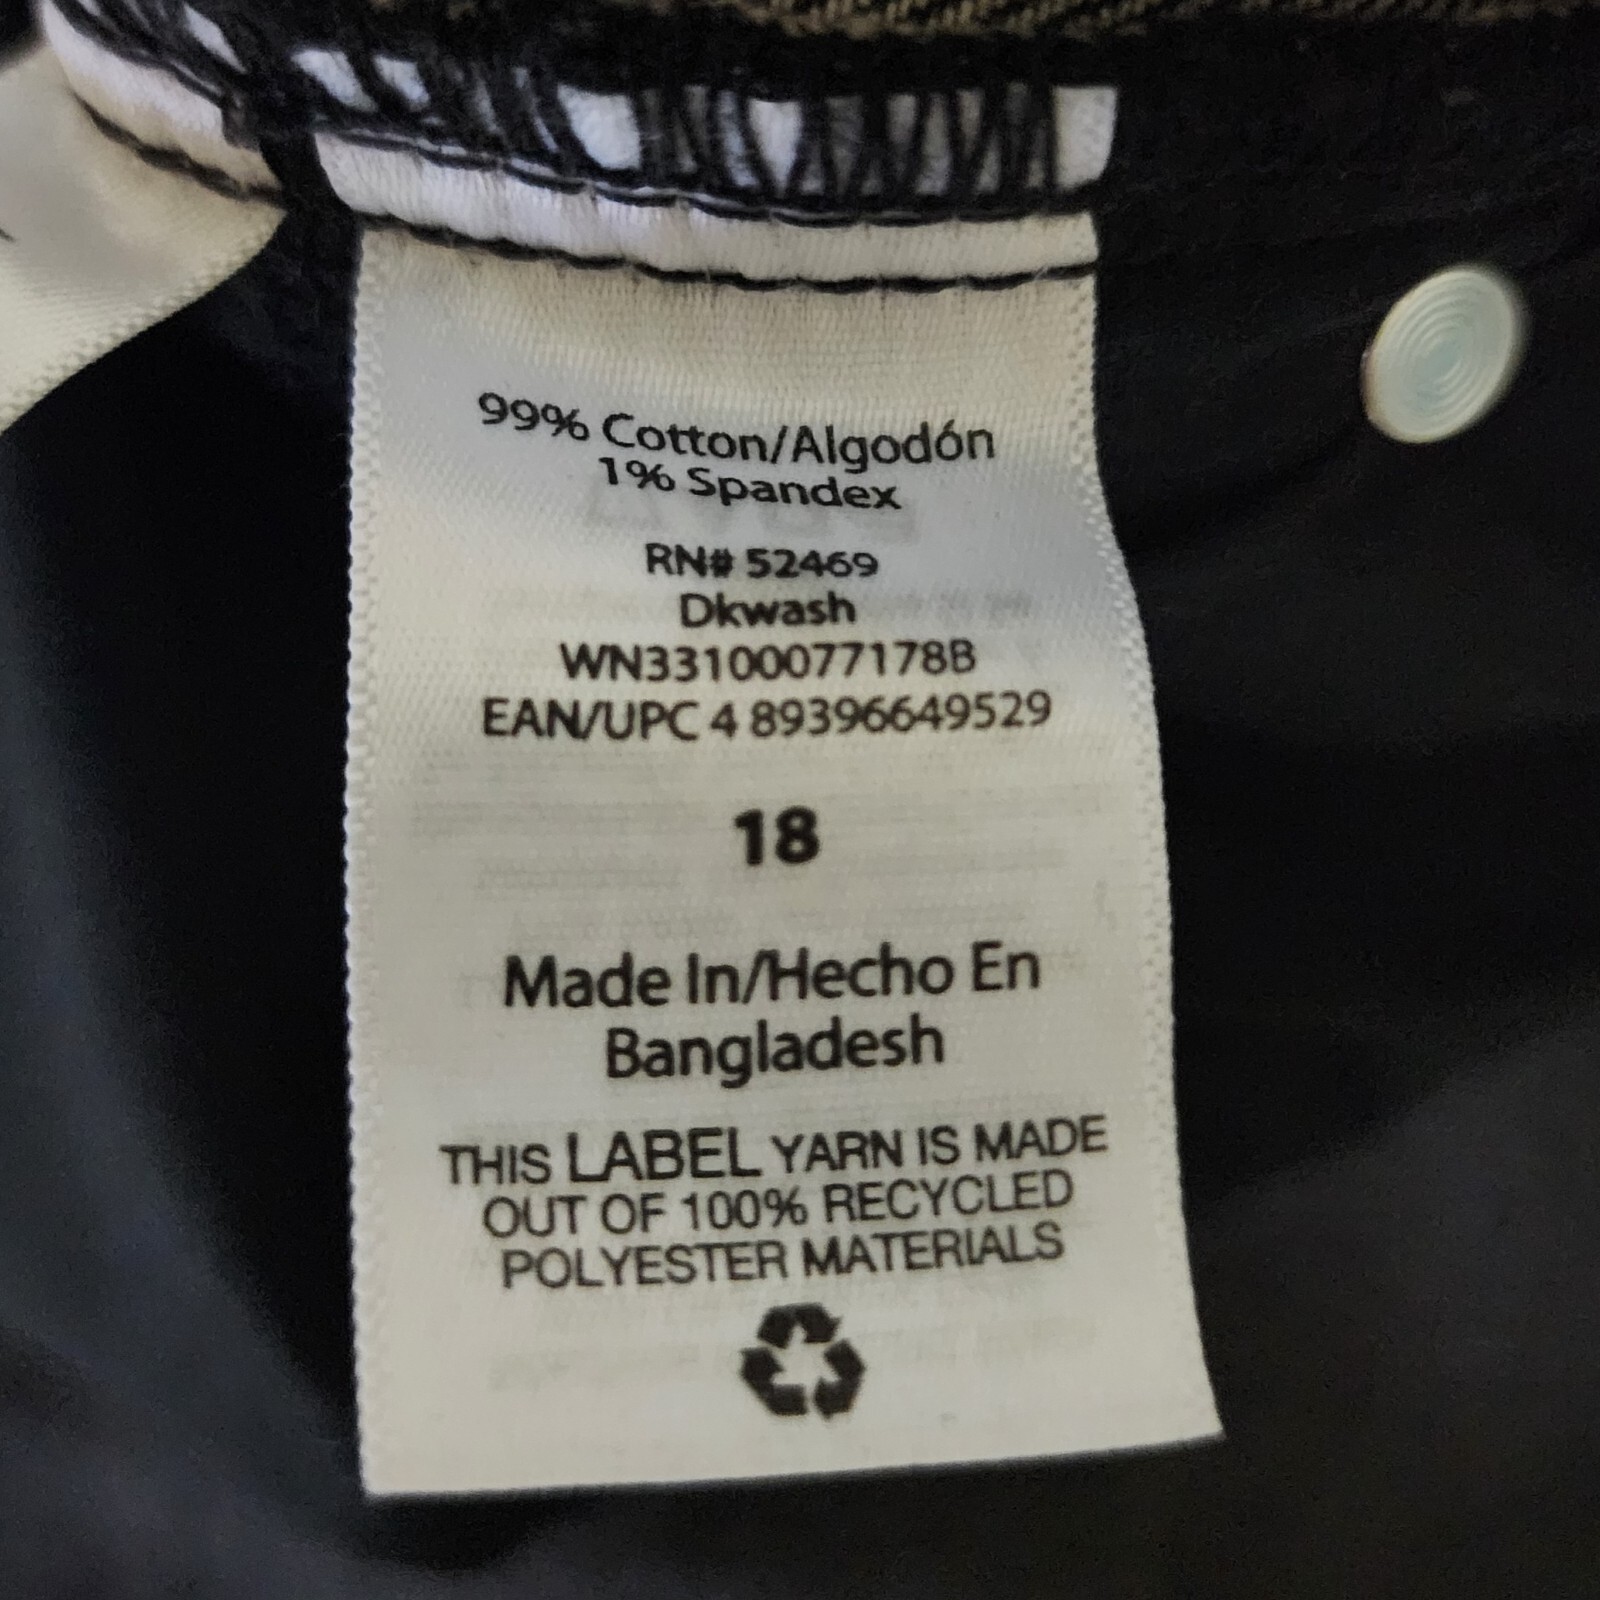 99% Cotton/Algodón
1% Spandex
RN# 52469
Dkwash
WN33100077178B
EAN/UPC 4 89396649529
18
Made In/Hecho En
Bangladesh
THIS LABEL YARN IS MADE
OUT OF 100% RECYCLED
POLYESTER MATERIALS